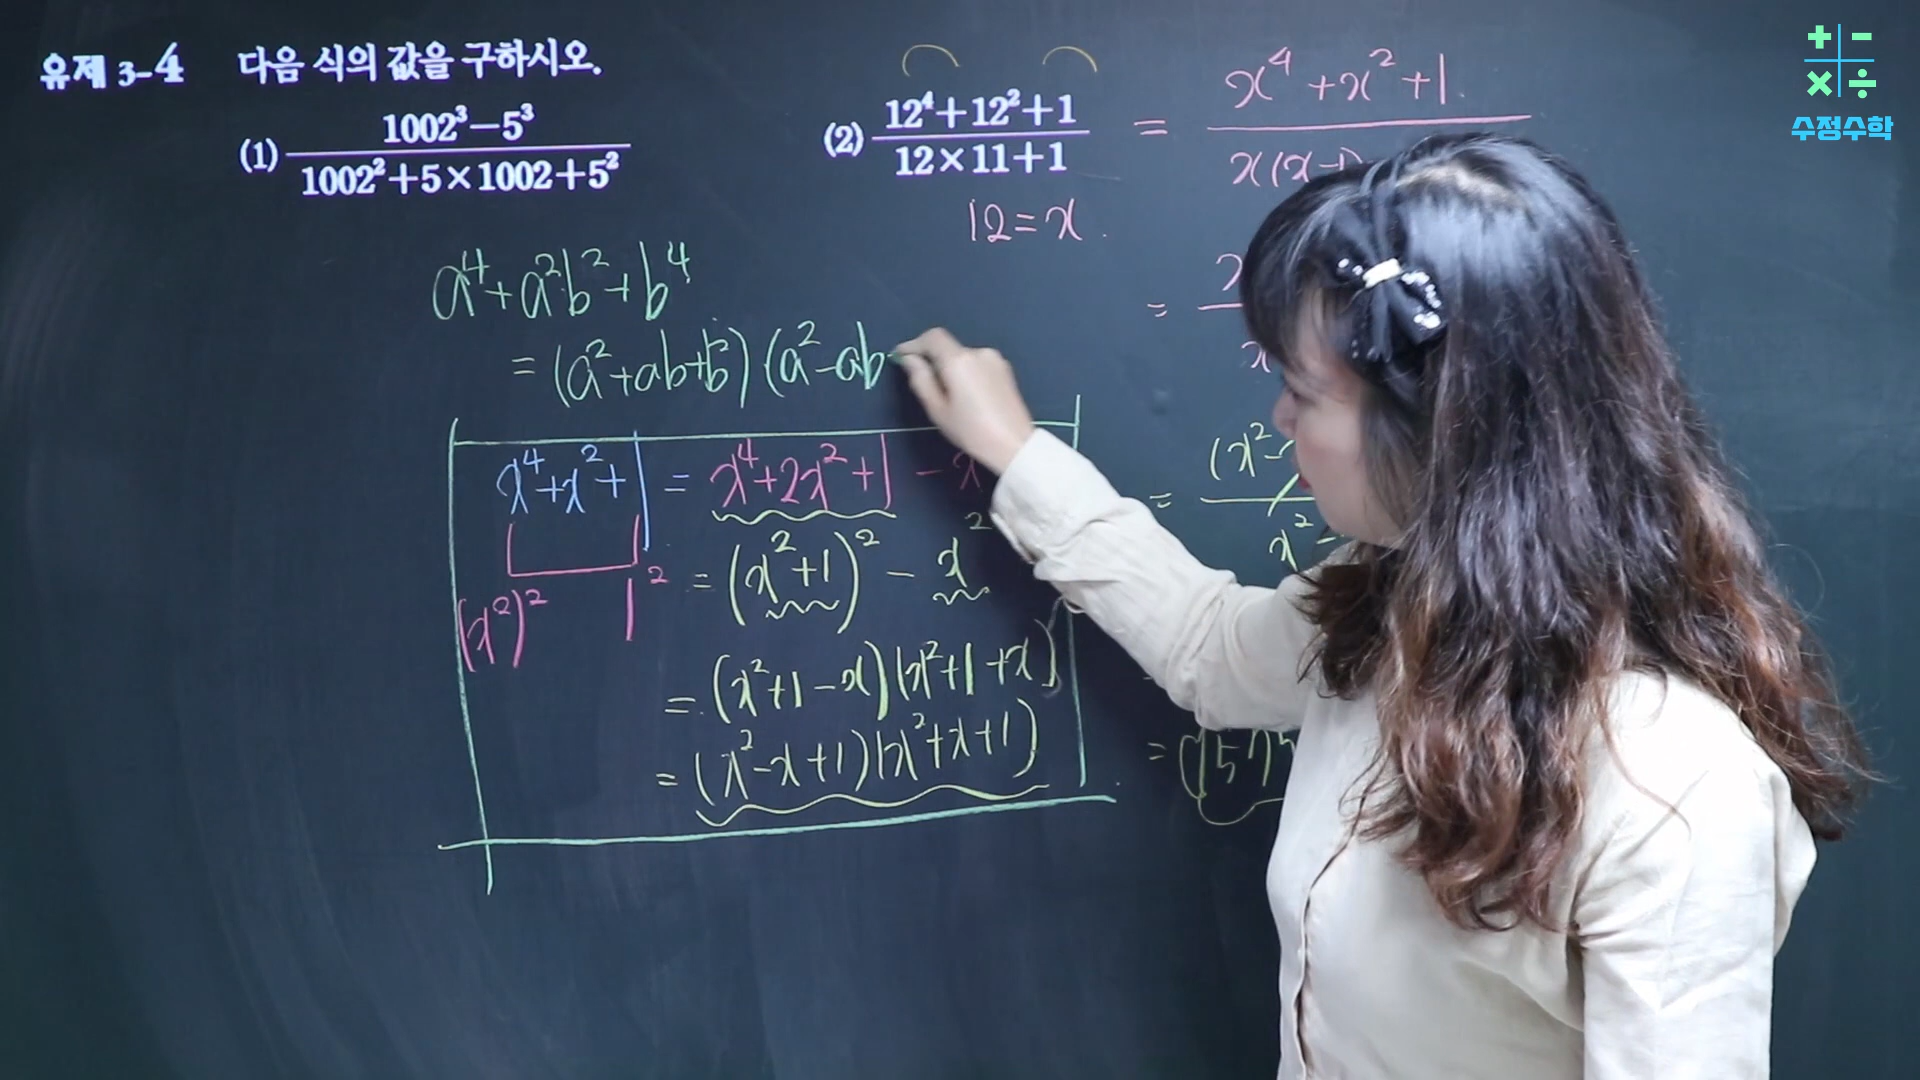 유제 3-4 다음 식의 값을 구하시오.
(1) 1002³-5³
1002²+5×1002+5²
(2) 12⁴+12²+1
12×11+1
= x⁴+x²+1
x(x-1)
12=x
a⁴+a²b²+b⁴
=(a²+ab+b²)(a²-ab
x⁴+x²+1 = x⁴+2x²+1 -
(x²)² 1²
=(x²+1)²-x²
=(x²+1-x)(x²+1+x)
=(x²-x+1)(x²+x+1)
=
=
(x²-
x²-
=
157
+ -
× ÷
수정수학